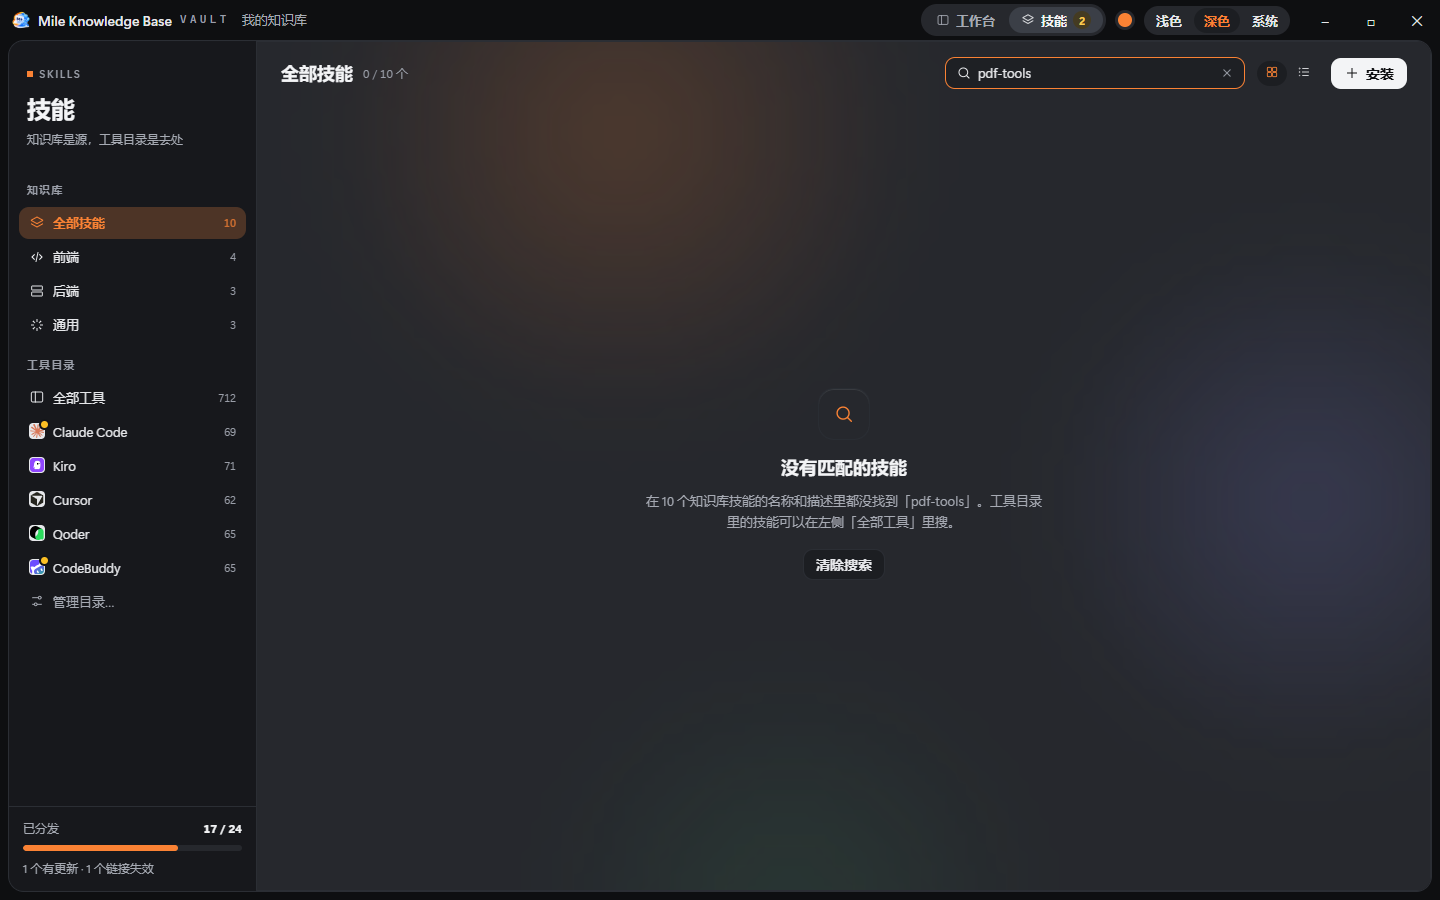 Mile Knowledge Base VAULT 我的知识库
工作台 技能 2 浅色 深色 系统
SKILLS
技能
知识库是源，工具目录是去处
知识库
全部技能 10
前端 4
后端 3
通用 3
工具目录
全部工具 712
Claude Code 69
Kiro 71
Cursor 62
Qoder 65
CodeBuddy 65
管理目录...
已分发 17 / 24
1 个有更新 · 1 个链接失效
全部技能 0 / 10 个
pdf-tools
安装
没有匹配的技能
在 10 个知识库技能的名称和描述里都没找到「pdf-tools」。工具目录
里的技能可以在左侧「全部工具」里搜。
清除搜索